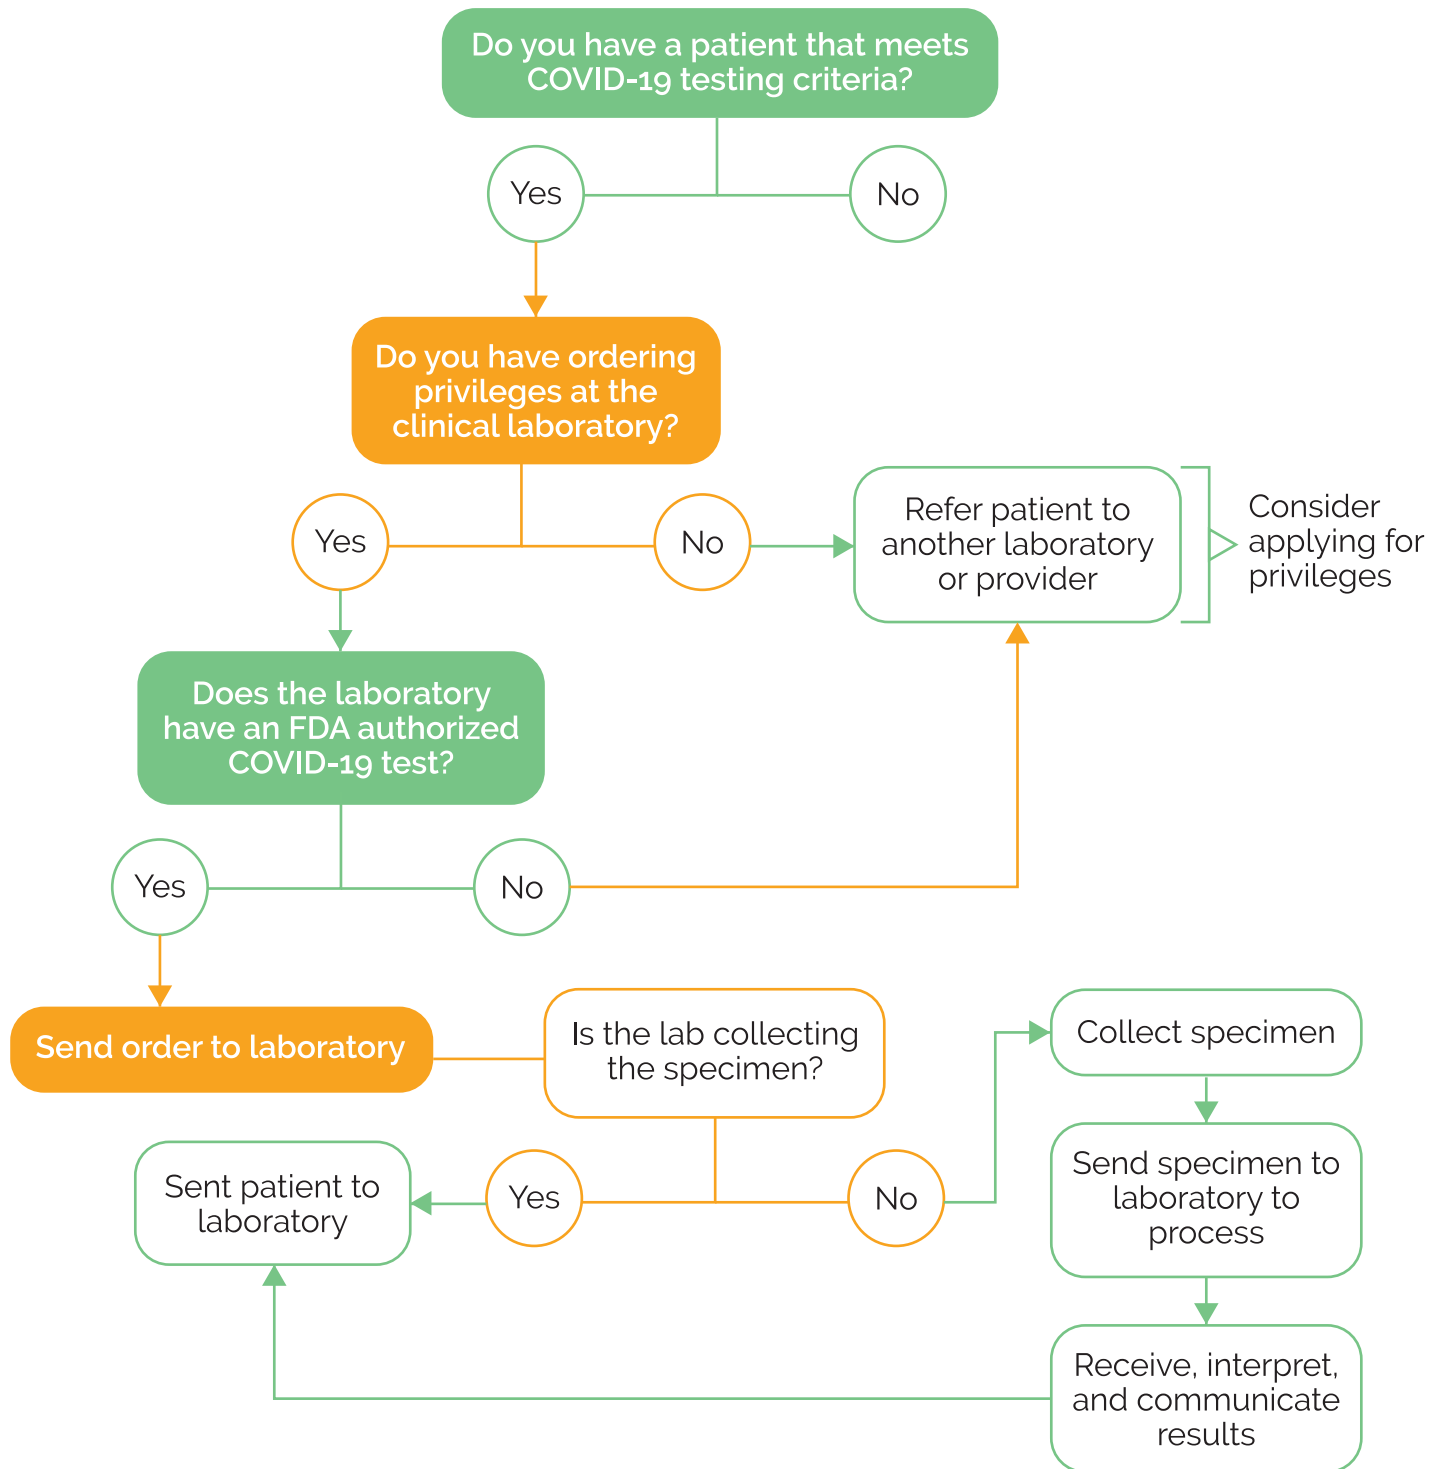 Do you have a patient that meets
COVID-19 testing criteria?
Yes
No
Do you have ordering
privileges at the
clinical laboratory?
Yes
No
Refer patient to
another laboratory
or provider
Consider
applying for
privileges
Does the laboratory
have an FDA authorized
COVID-19 test?
Yes
No
Send order to laboratory
Is the lab collecting
the specimen?
Yes
No
Sent patient to
laboratory
Collect specimen
Send specimen to
laboratory to
process
Receive, interpret,
and communicate
results